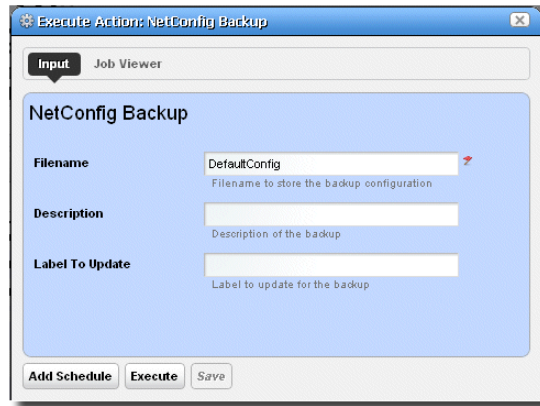 Execute Action: NetConfig Backup
Input Job Viewer
NetConfig Backup
Filename DefaultConfig
Filename to store the backup configuration
Description
Description of the backup
Label To Update
Label to update for the backup
Add Schedule Execute Save